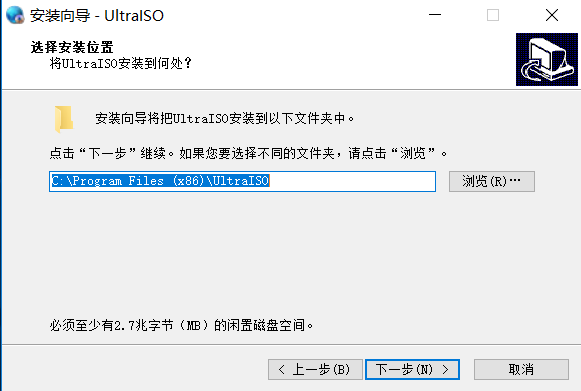 安装向导 - UltraISO
选择安装位置
将UltraISO安装到何处？
安装向导将把UltraISO安装到以下文件夹中。
点击“下一步”继续。如果您要选择不同的文件夹，请点击“浏览”。
C:\Program Files (x86)\UltraISO
浏览(R)…
必须至少有2.7兆字节（MB）的闲置磁盘空间。
< 上一步(B)
下一步(N) >
取消